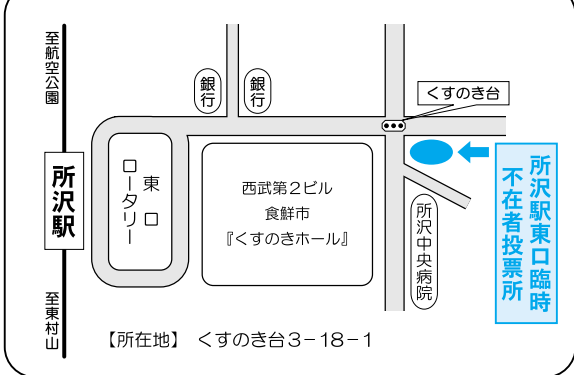 至航空公園
所沢駅
至東村山
東口
ロータリー
銀行
銀行
くすのき台
西武第2ビル
食鮮市
『くすのきホール』
所沢中央病院
所沢駅東口臨時
不在者投票所
【所在地】 くすのき台3-18-1